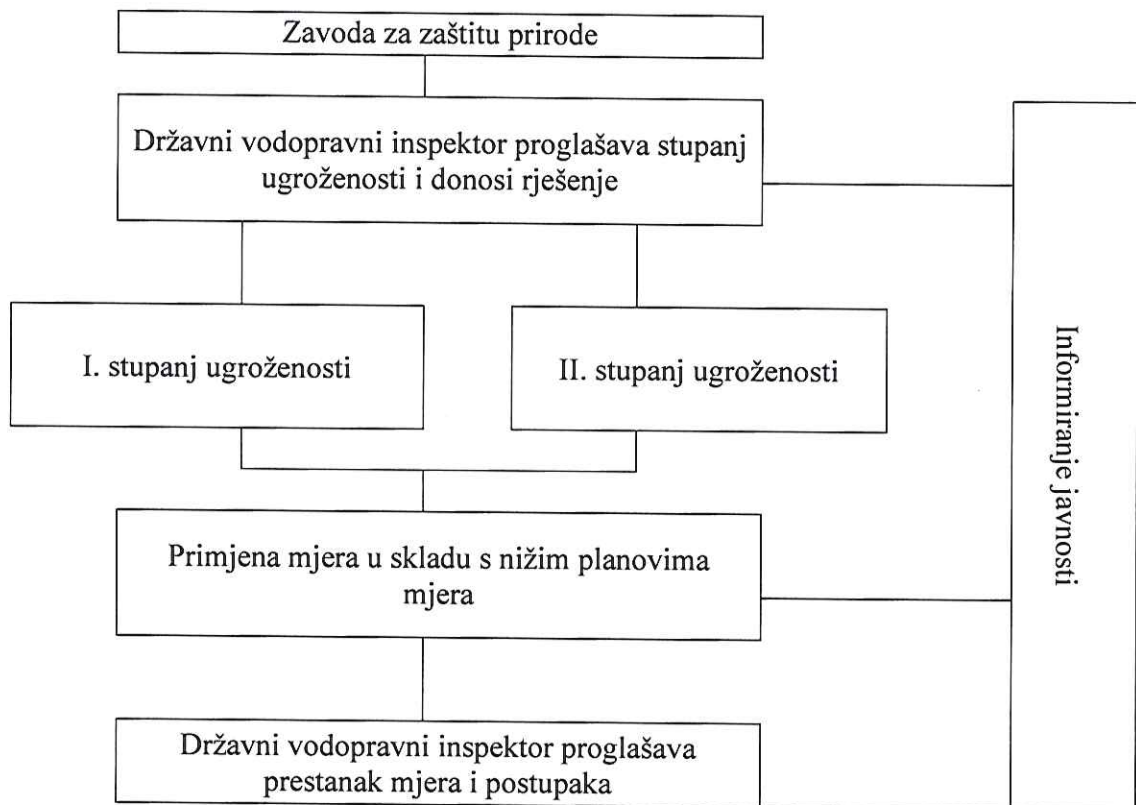 Zavoda za zaštitu prirode
Državni vodopravni inspektor proglašava stupanj
ugroženosti i donosi rješenje
I. stupanj ugroženosti
II. stupanj ugroženosti
Informiranje javnosti
Primjena mjera u skladu s nižim planovima
mjera
Državni vodopravni inspektor proglašava
prestanak mjera i postupaka